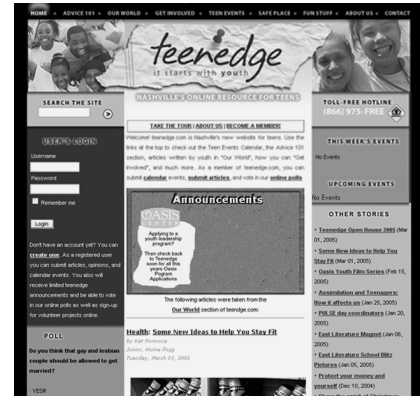 HOME + ADVICE 101 + OUR WORLD + GET INVOLVED + TEEN EVENTS + SAFE PLACE + FUN STUFF + ABOUT US + CONTACT
teenedge
it starts with youth
NASHVILLE'S ONLINE RESOURCE FOR TEENS
SEARCH THE SITE
USER'S LOGIN
Username
Password
Remember me
Login
Don't have an account yet? You can
create one. As a registered user
you can submit articles, opinions, and
calendar events. You also will
receive limited teenedge
announcements and be able to vote
in our online polls as well as sign-up
for volunteer projects online.
POLL
Do you think that gay and lesbian
couple should be allowed to get
married?
YES!!
TAKE THE TOUR | ABOUT US | BECOME A MEMBER!
Welcome! teenedge.com is Nashville's new website for teens. Use the
links at the top to check out the Teen Events Calendar, the Advice 101
section, articles written by youth in "Our World", how you can "Get
Involved", and much more. As a member of teenedge.com, you can
submit calendar events, submit articles, and vote in our online polls.
Announcements
OASIS
CENTER
Applying to a
youth leadership
program?
Then check back
to Teenedge
soon for all this
years Oasis
Program
Applications
The following articles were taken from the
Our World section of teenedge.com:
Health: Some New Ideas to Help You Stay Fit
Junior, Hume Fogg
Tuesday, March 01, 2005
TOLL-FREE HOTLINE
(866) 975-FREE
THIS WEEK'S EVENTS
No Events
UPCOMING EVENTS
No Events
OTHER STORIES
• Teenedge Open House 2005 (Mar
01, 2005)
• Some New Ideas to Help You
Stay Fit (Mar 01, 2005)
• Oasis Youth Film Series (Feb 15,
2005)
• Assimilation and Teenagers:
How it affects us (Jan 25, 2005)
• PULSE day coordinators (Jan 20,
2005)
• East Literature Magnet (Jan 06,
2005)
• East Literature School Blitz
Pictures (Jan 05, 2005)
• Protect your money and
yourself (Dec 10, 2004)